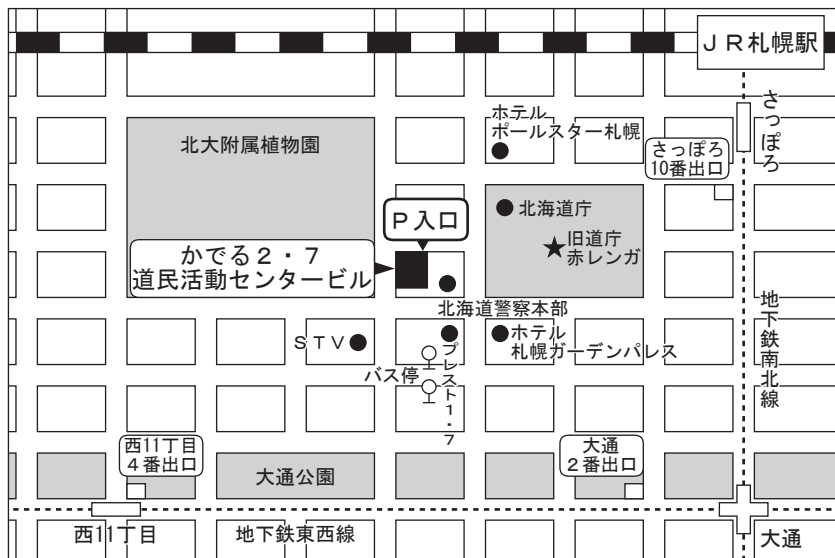 ＪＲ札幌駅
さっぽろ
ホテル
ポールスター札幌
北大附属植物園
さっぽろ
10番出口
北海道庁
Ｐ入口
旧道庁
赤レンガ
かでる２・７
道民活動センタービル
北海道警察本部
地下鉄南北線
ＳＴＶ
ホテル
札幌ガーデンパレス
プレスト１・７
バス停
西11丁目
４番出口
大通
２番出口
大通公園
西11丁目
地下鉄東西線
大通